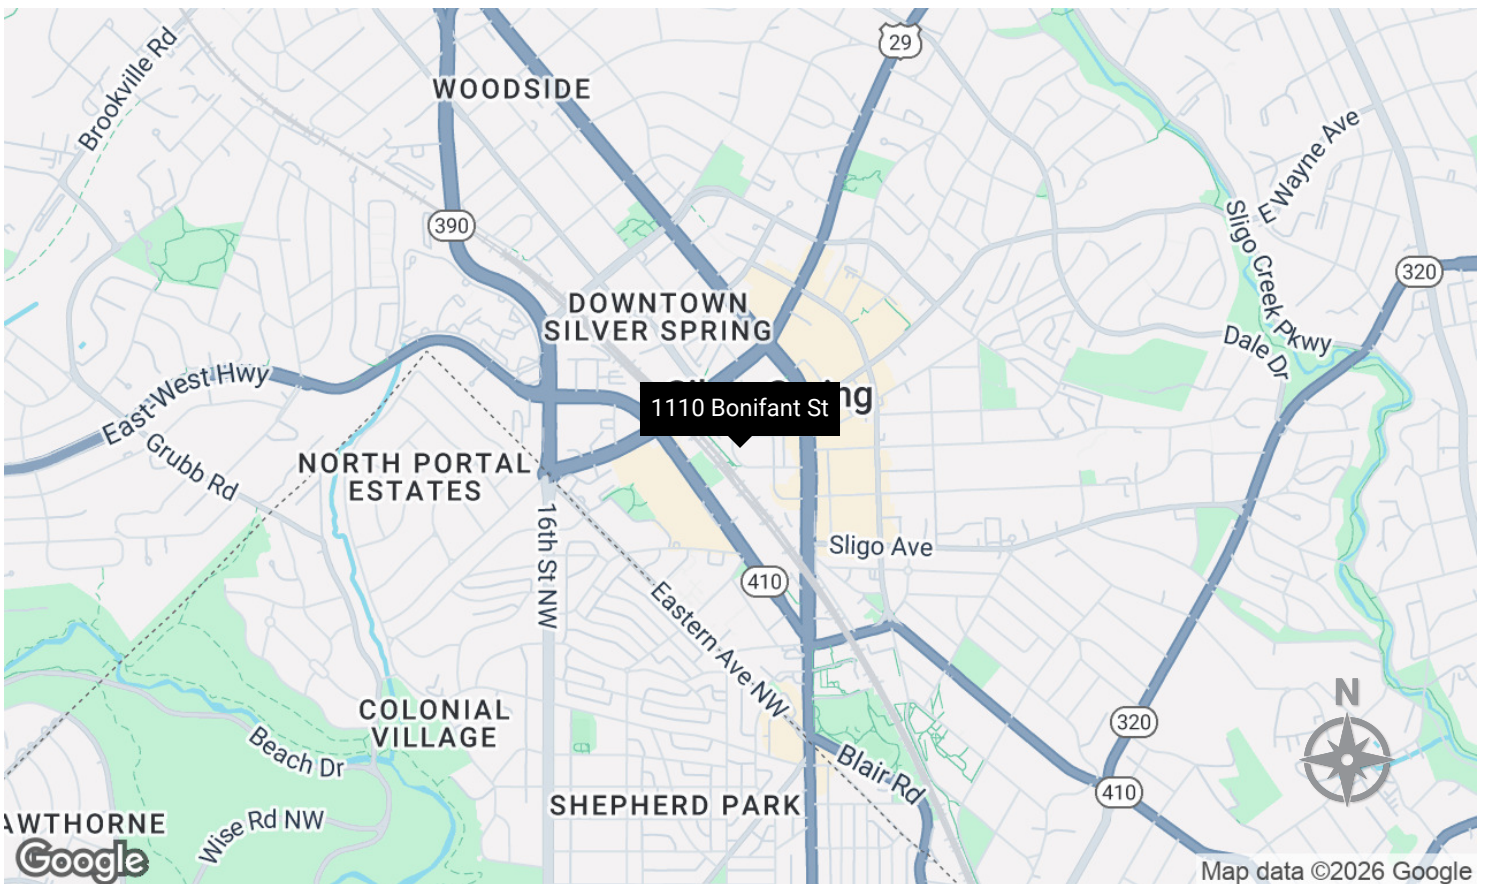 29
Brookville Rd
WOODSIDE
E Wayne Ave
390
Sligo Creek Pkwy
320
DOWNTOWN
SILVER SPRING
Dale Dr
East-West Hwy
1110 Bonifant St
Grubb Rd
NORTH PORTAL
ESTATES
16th St NW
Sligo Ave
410
Eastern Ave NW
N
COLONIAL
VILLAGE
320
Beach Dr
Blair Rd
410
SHEPHERD PARK
AWTHORNE
Wise Rd NW
Google
Map data ©2026 Google